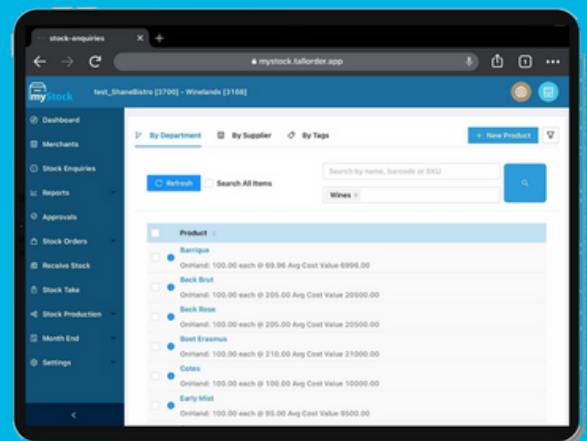 stock-enquiries
mystock.tallorder.app
1
myStock
test_ShaneBistro [3700] - Winelands [3168]
Dashboard
Merchants
Stock Enquiries
Reports
Approvals
Stock Orders
Receive Stock
Stock Take
Stock Production
Month End
Settings
By Department
By Supplier
By Tags
+ New Product
Refresh
Search All Items
Search by name, barcode or SKU
Wines ×
Product
Barrique
OnHand: 100.00 each @ 69.96 Avg Cost Value 6996.00
Beck Brut
OnHand: 100.00 each @ 205.00 Avg Cost Value 20500.00
Beck Rose
OnHand: 100.00 each @ 205.00 Avg Cost Value 20500.00
Boet Erasmus
OnHand: 100.00 each @ 210.00 Avg Cost Value 21000.00
Cotes
OnHand: 100.00 each @ 100.00 Avg Cost Value 10000.00
Early Mist
OnHand: 100.00 each @ 95.00 Avg Cost Value 9500.00